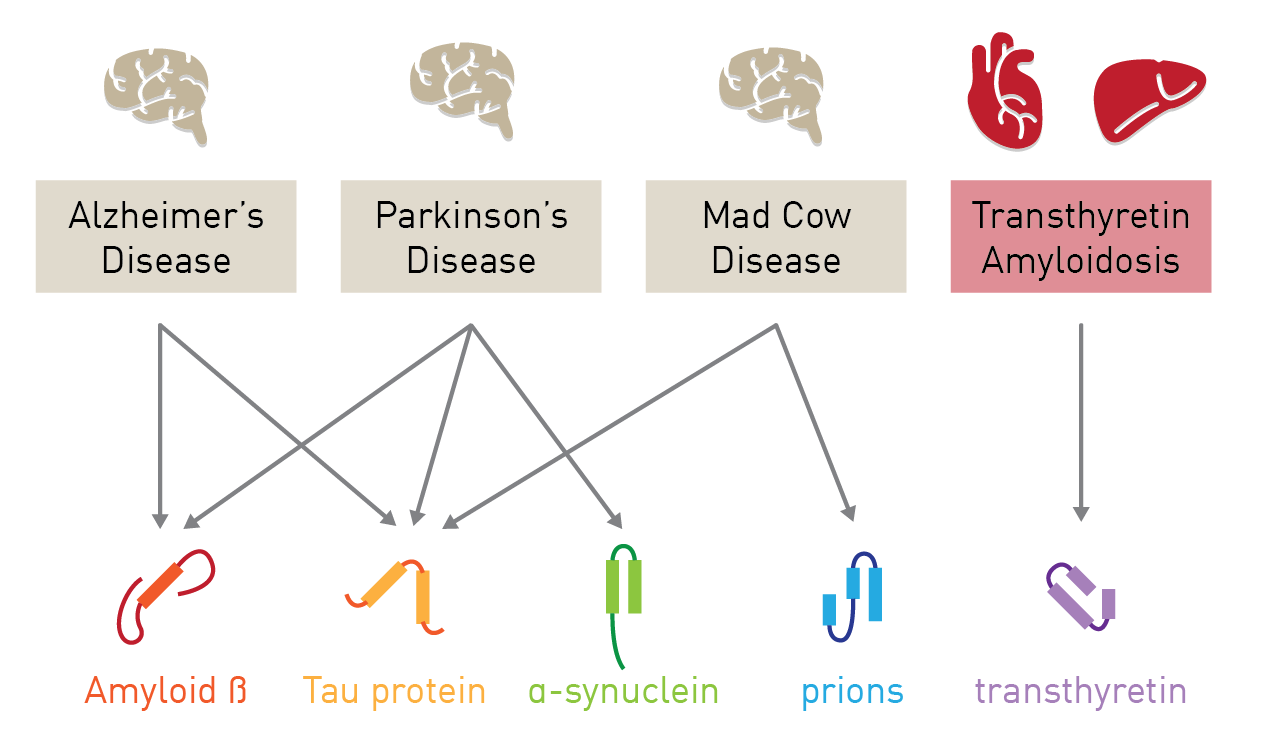 Alzheimer's
Disease
Parkinson's
Disease
Mad Cow
Disease
Transthyretin
Amyloidosis
Amyloid ß
Tau protein
α-synuclein
prions
transthyretin